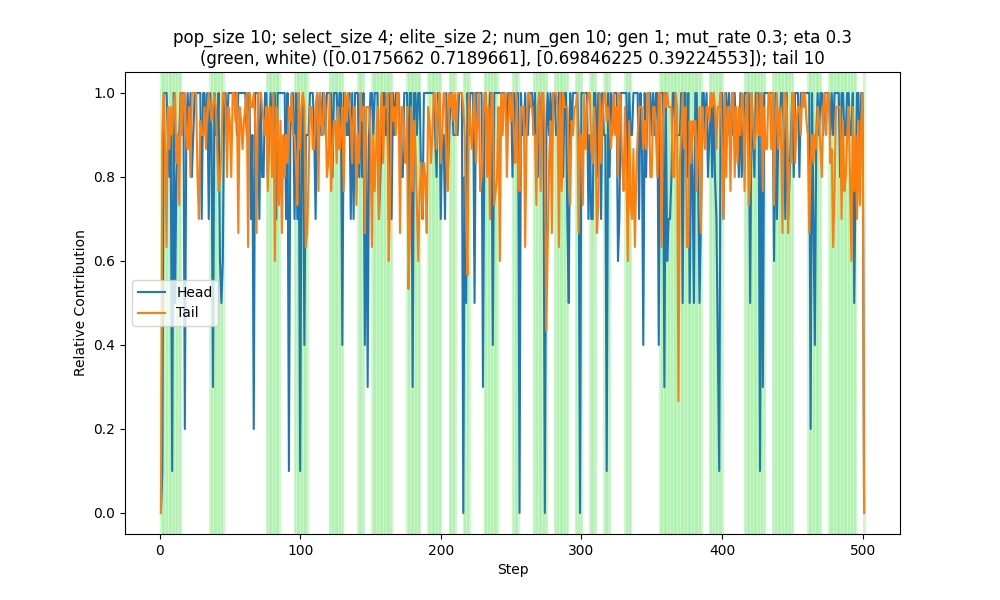 pop_size 10; select_size 4; elite_size 2; num_gen 10; gen 1; mut_rate 0.3; eta 0.3
(green, white) ([0.0175662 0.7189661], [0.69846225 0.39224553]); tail 10
1.0
0.8
0.6
0.4
0.2
0.0
Relative Contribution
Head
Tail
0 100 200 300 400 500
Step